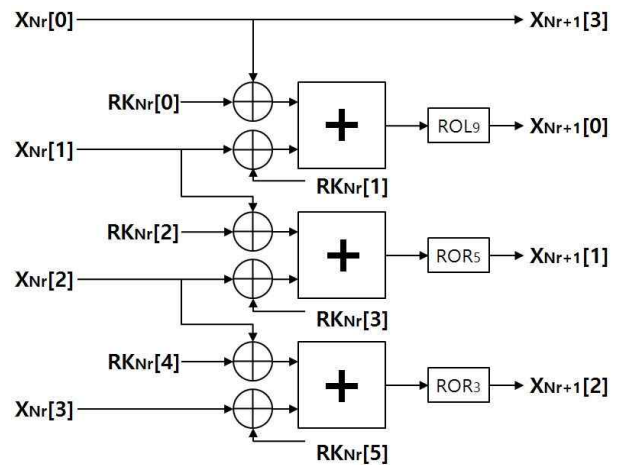 XNr[0] XNr+1[3]
RKNr[0]
+ ROL9 XNr+1[0]
XNr[1]
RKNr[1]
RKNr[2]
+ ROR5 XNr+1[1]
XNr[2]
RKNr[3]
RKNr[4]
+ ROR3 XNr+1[2]
XNr[3]
RKNr[5]